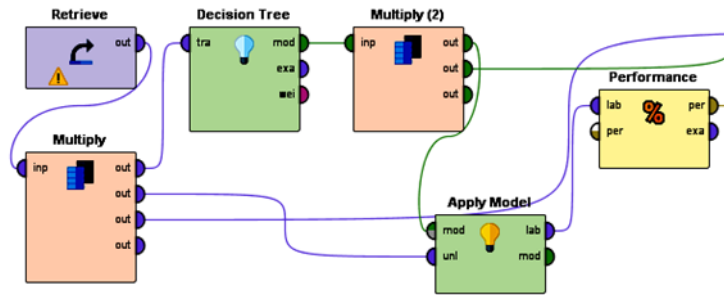 Retrieve
out
Decision Tree
tra
mod
exa
wei
Multiply (2)
inp
out
out
out
Performance
lab
per
per
exa
%
Multiply
inp
out
out
out
out
Apply Model
mod
lab
unl
mod